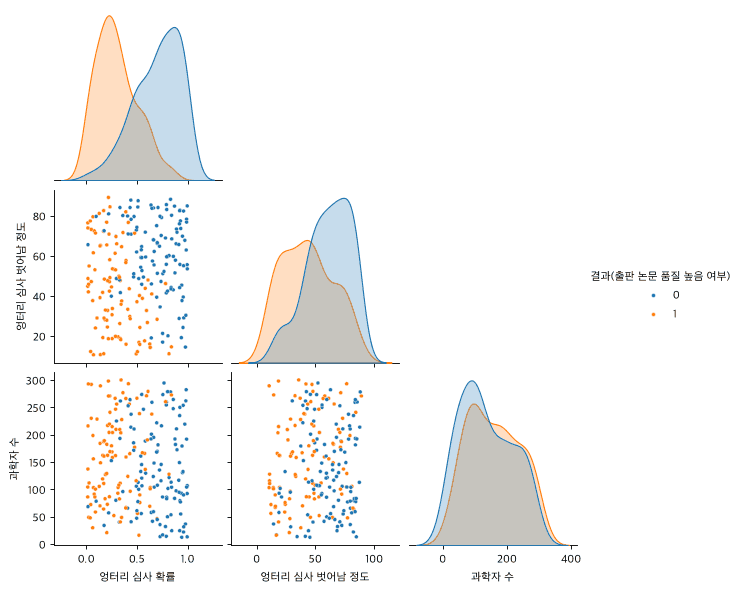 엉터리 심사 벗어남 정도
80
60
40
20
결과(출판 논문 품질 높음 여부)
0
1
과학자 수
300
250
200
150
100
50
0
0.0 0.5 1.0
엉터리 심사 확률
0 50 100
엉터리 심사 벗어남 정도
0 200 400
과학자 수